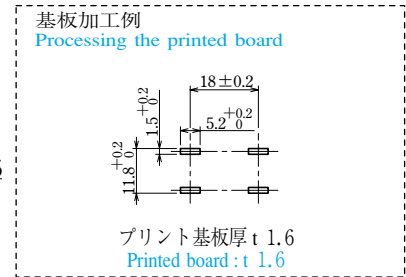 基板加工例
Processing the printed board
18±0.2
5.2 +0.2 0
1.5 +0.2 0
11.8 +0.2 0
プリント基板厚 t 1.6
Printed board : t 1.6